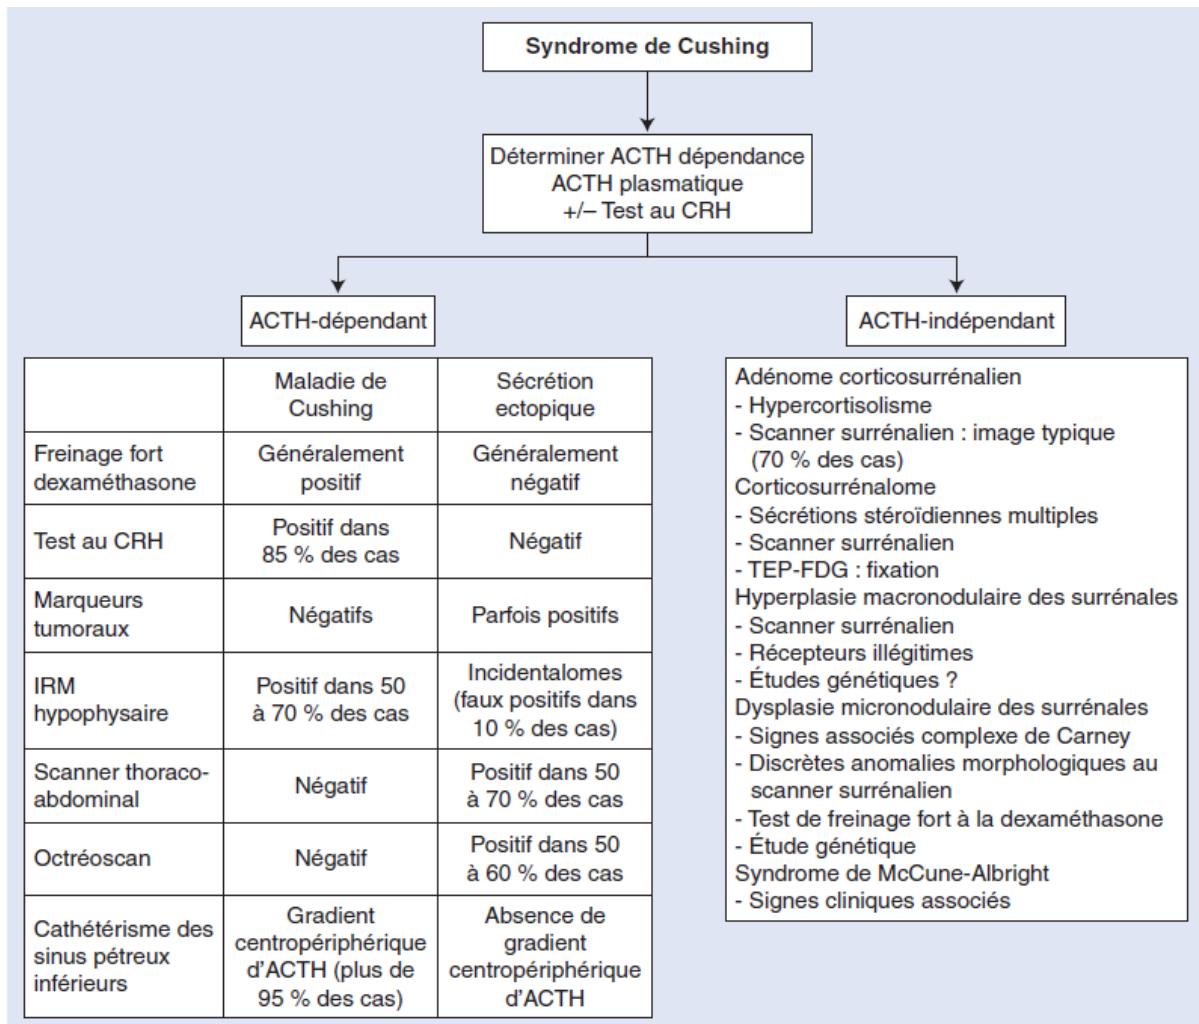 Syndrome de Cushing
Déterminer ACTH dépendance
ACTH plasmatique
+/– Test au CRH
ACTH-dépendant
Maladie de
Cushing
Sécrétion
ectopique
Freinage fort
dexaméthasone
Généralement
positif
Généralement
négatif
Test au CRH
Positif dans
85 % des cas
Négatif
Marqueurs
tumoraux
Négatifs
Parfois positifs
IRM
hypophysaire
Positif dans 50
à 70 % des cas
Incidentalomes
(faux positifs dans
10 % des cas)
Scanner thoraco-
abdominal
Négatif
Positif dans 50
à 70 % des cas
Octréoscan
Négatif
Positif dans 50
à 60 % des cas
Cathétérisme des
sinus pétreux
inférieurs
Gradient
centropériphérique
d’ACTH (plus de
95 % des cas)
Absence de
gradient
centropériphérique
d’ACTH
ACTH-indépendant
Adénome corticosurrénalien
- Hypercortisolisme
- Scanner surrénalien : image typique
(70 % des cas)
Corticosurrénalome
- Sécrétions stéroïdiennes multiples
- Scanner surrénalien
- TEP-FDG : fixation
Hyperplasie macronodulaire des surrénales
- Scanner surrénalien
- Récepteurs illégitimes
- Études génétiques ?
Dysplasie micronodulaire des surrénales
- Signes associés complexe de Carney
- Discrètes anomalies morphologiques au
scanner surrénalien
- Test de freinage fort à la dexaméthasone
- Étude génétique
Syndrome de McCune-Albright
- Signes cliniques associés